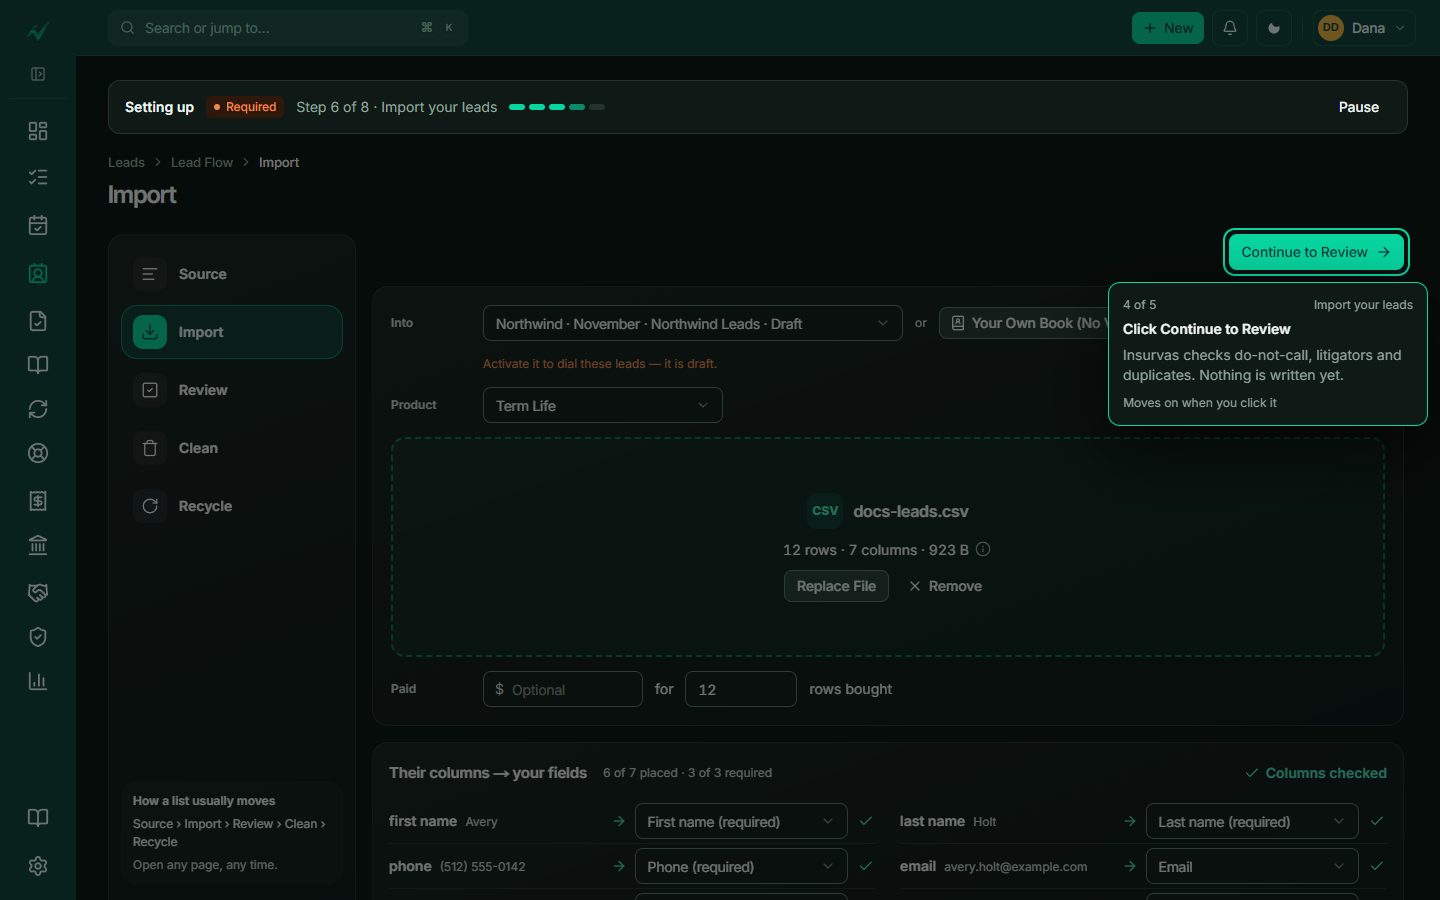 Search or jump to...
⌘ K
New
DD Dana
Setting up
Required
Step 6 of 8 · Import your leads
Pause
Leads > Lead Flow > Import
Import
Source
Import
Review
Clean
Recycle
How a list usually moves
Source › Import › Review › Clean ›
Recycle
Open any page, any time.
Continue to Review →
4 of 5
Import your leads
Click Continue to Review
Insurvas checks do-not-call, litigators and
duplicates. Nothing is written yet.
Moves on when you click it
Into
Northwind · November · Northwind Leads · Draft
or
Your Own Book (No
Activate it to dial these leads — it is draft.
Product
Term Life
CSV docs-leads.csv
12 rows · 7 columns · 923 B
Replace File
Remove
Paid
$ Optional
for
12
rows bought
Their columns → your fields
6 of 7 placed · 3 of 3 required
Columns checked
first name Avery → First name (required)
last name Holt → Last name (required)
phone (512) 555-0142 → Phone (required)
email avery.holt@example.com → Email